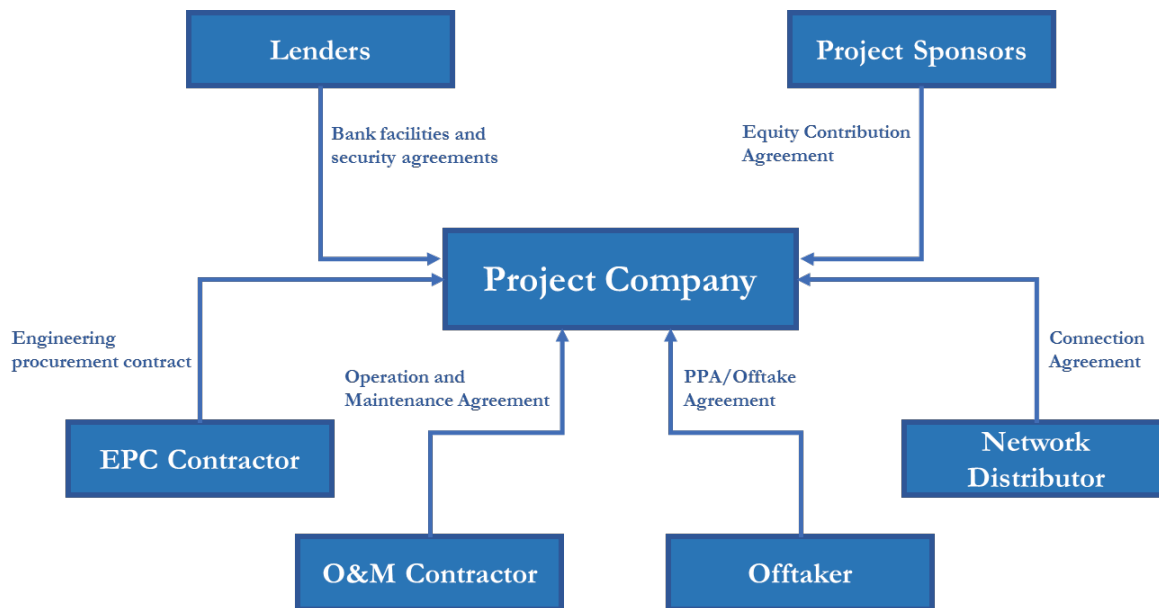 Lenders
Project Sponsors
Bank facilities and
security agreements
Equity Contribution
Agreement
Project Company
Engineering
procurement contract
Operation and
Maintenance Agreement
PPA/Offtake
Agreement
Connection
Agreement
EPC Contractor
Network
Distributor
O&M Contractor
Offtaker